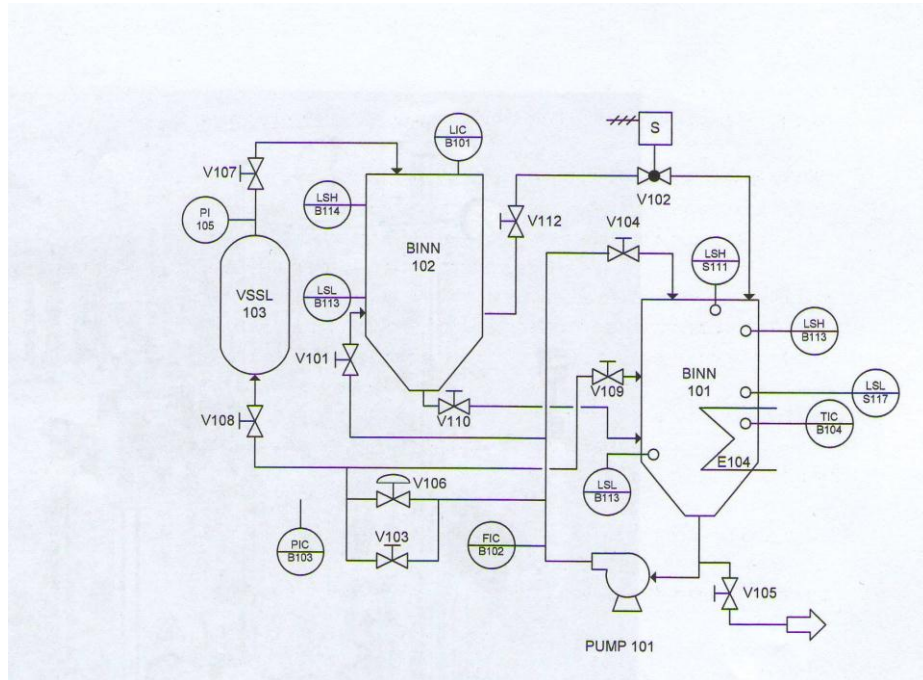 S
LIC
B101
V107
V102
LSH
B114
PI
105
V112
V104
BINN
102
LSH
S111
VSSL
103
LSL
B113
LSH
B113
V101
BINN
101
V109
LSL
S117
V108
V110
TIC
B104
E104
V106
LSL
B113
PIC
B103
V103
FIC
B102
V105
PUMP 101